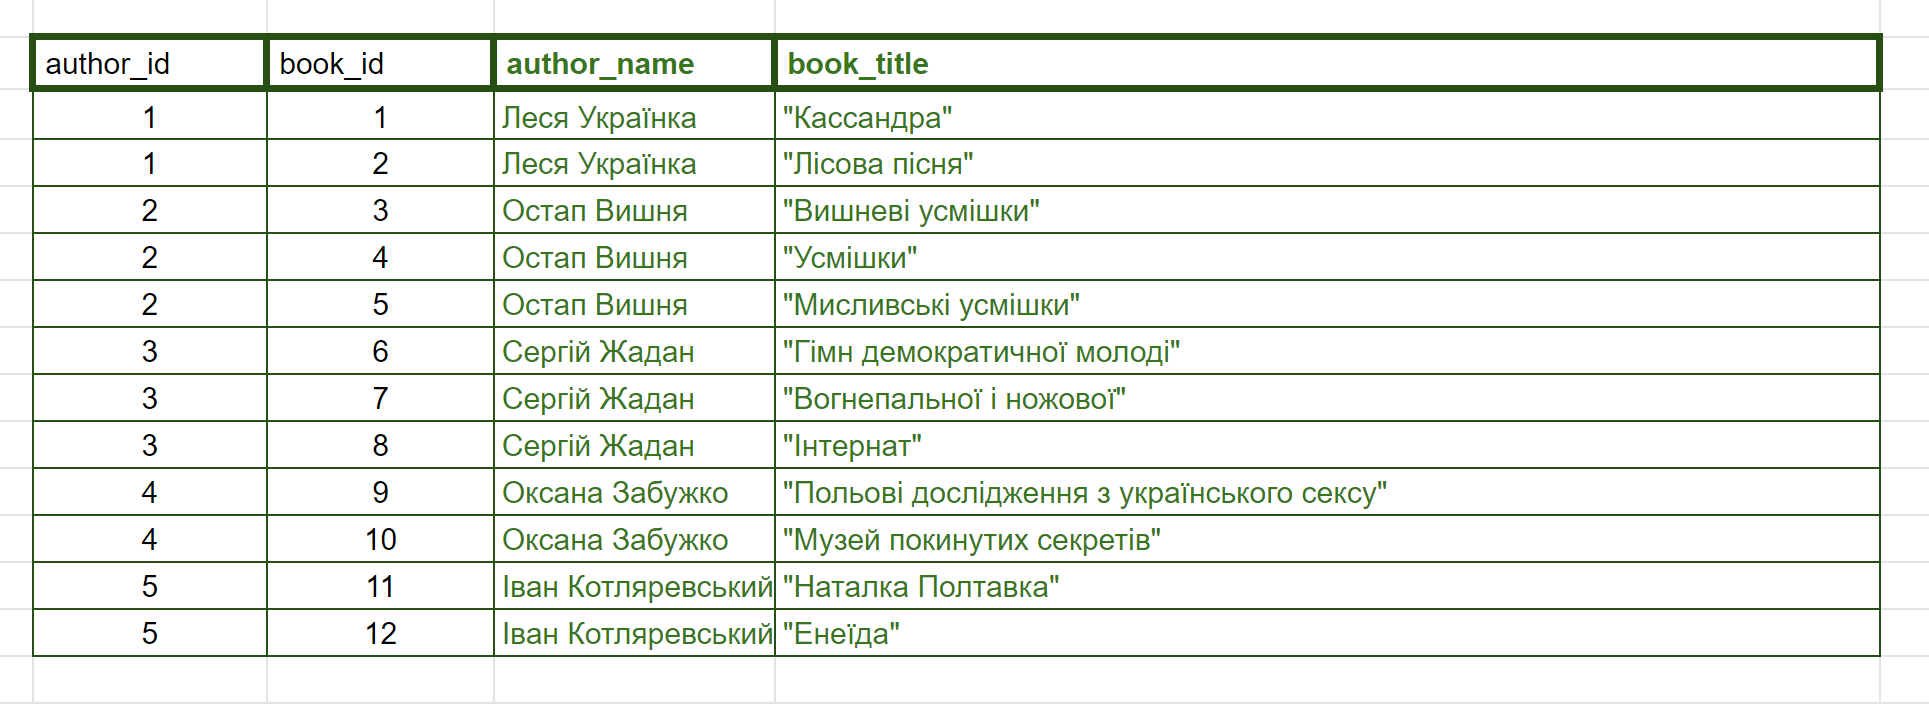 author_id book_id author_name book_title
1 1 Леся Українка "Кассандра"
1 2 Леся Українка "Лісова пісня"
2 3 Остап Вишня "Вишневі усмішки"
2 4 Остап Вишня "Усмішки"
2 5 Остап Вишня "Мисливські усмішки"
3 6 Сергій Жадан "Гімн демократичної молоді"
3 7 Сергій Жадан "Вогнепальної і ножової"
3 8 Сергій Жадан "Інтернат"
4 9 Оксана Забужко "Польові дослідження з українського сексу"
4 10 Оксана Забужко "Музей покинутих секретів"
5 11 Іван Котляревський "Наталка Полтавка"
5 12 Іван Котляревський "Енеїда"